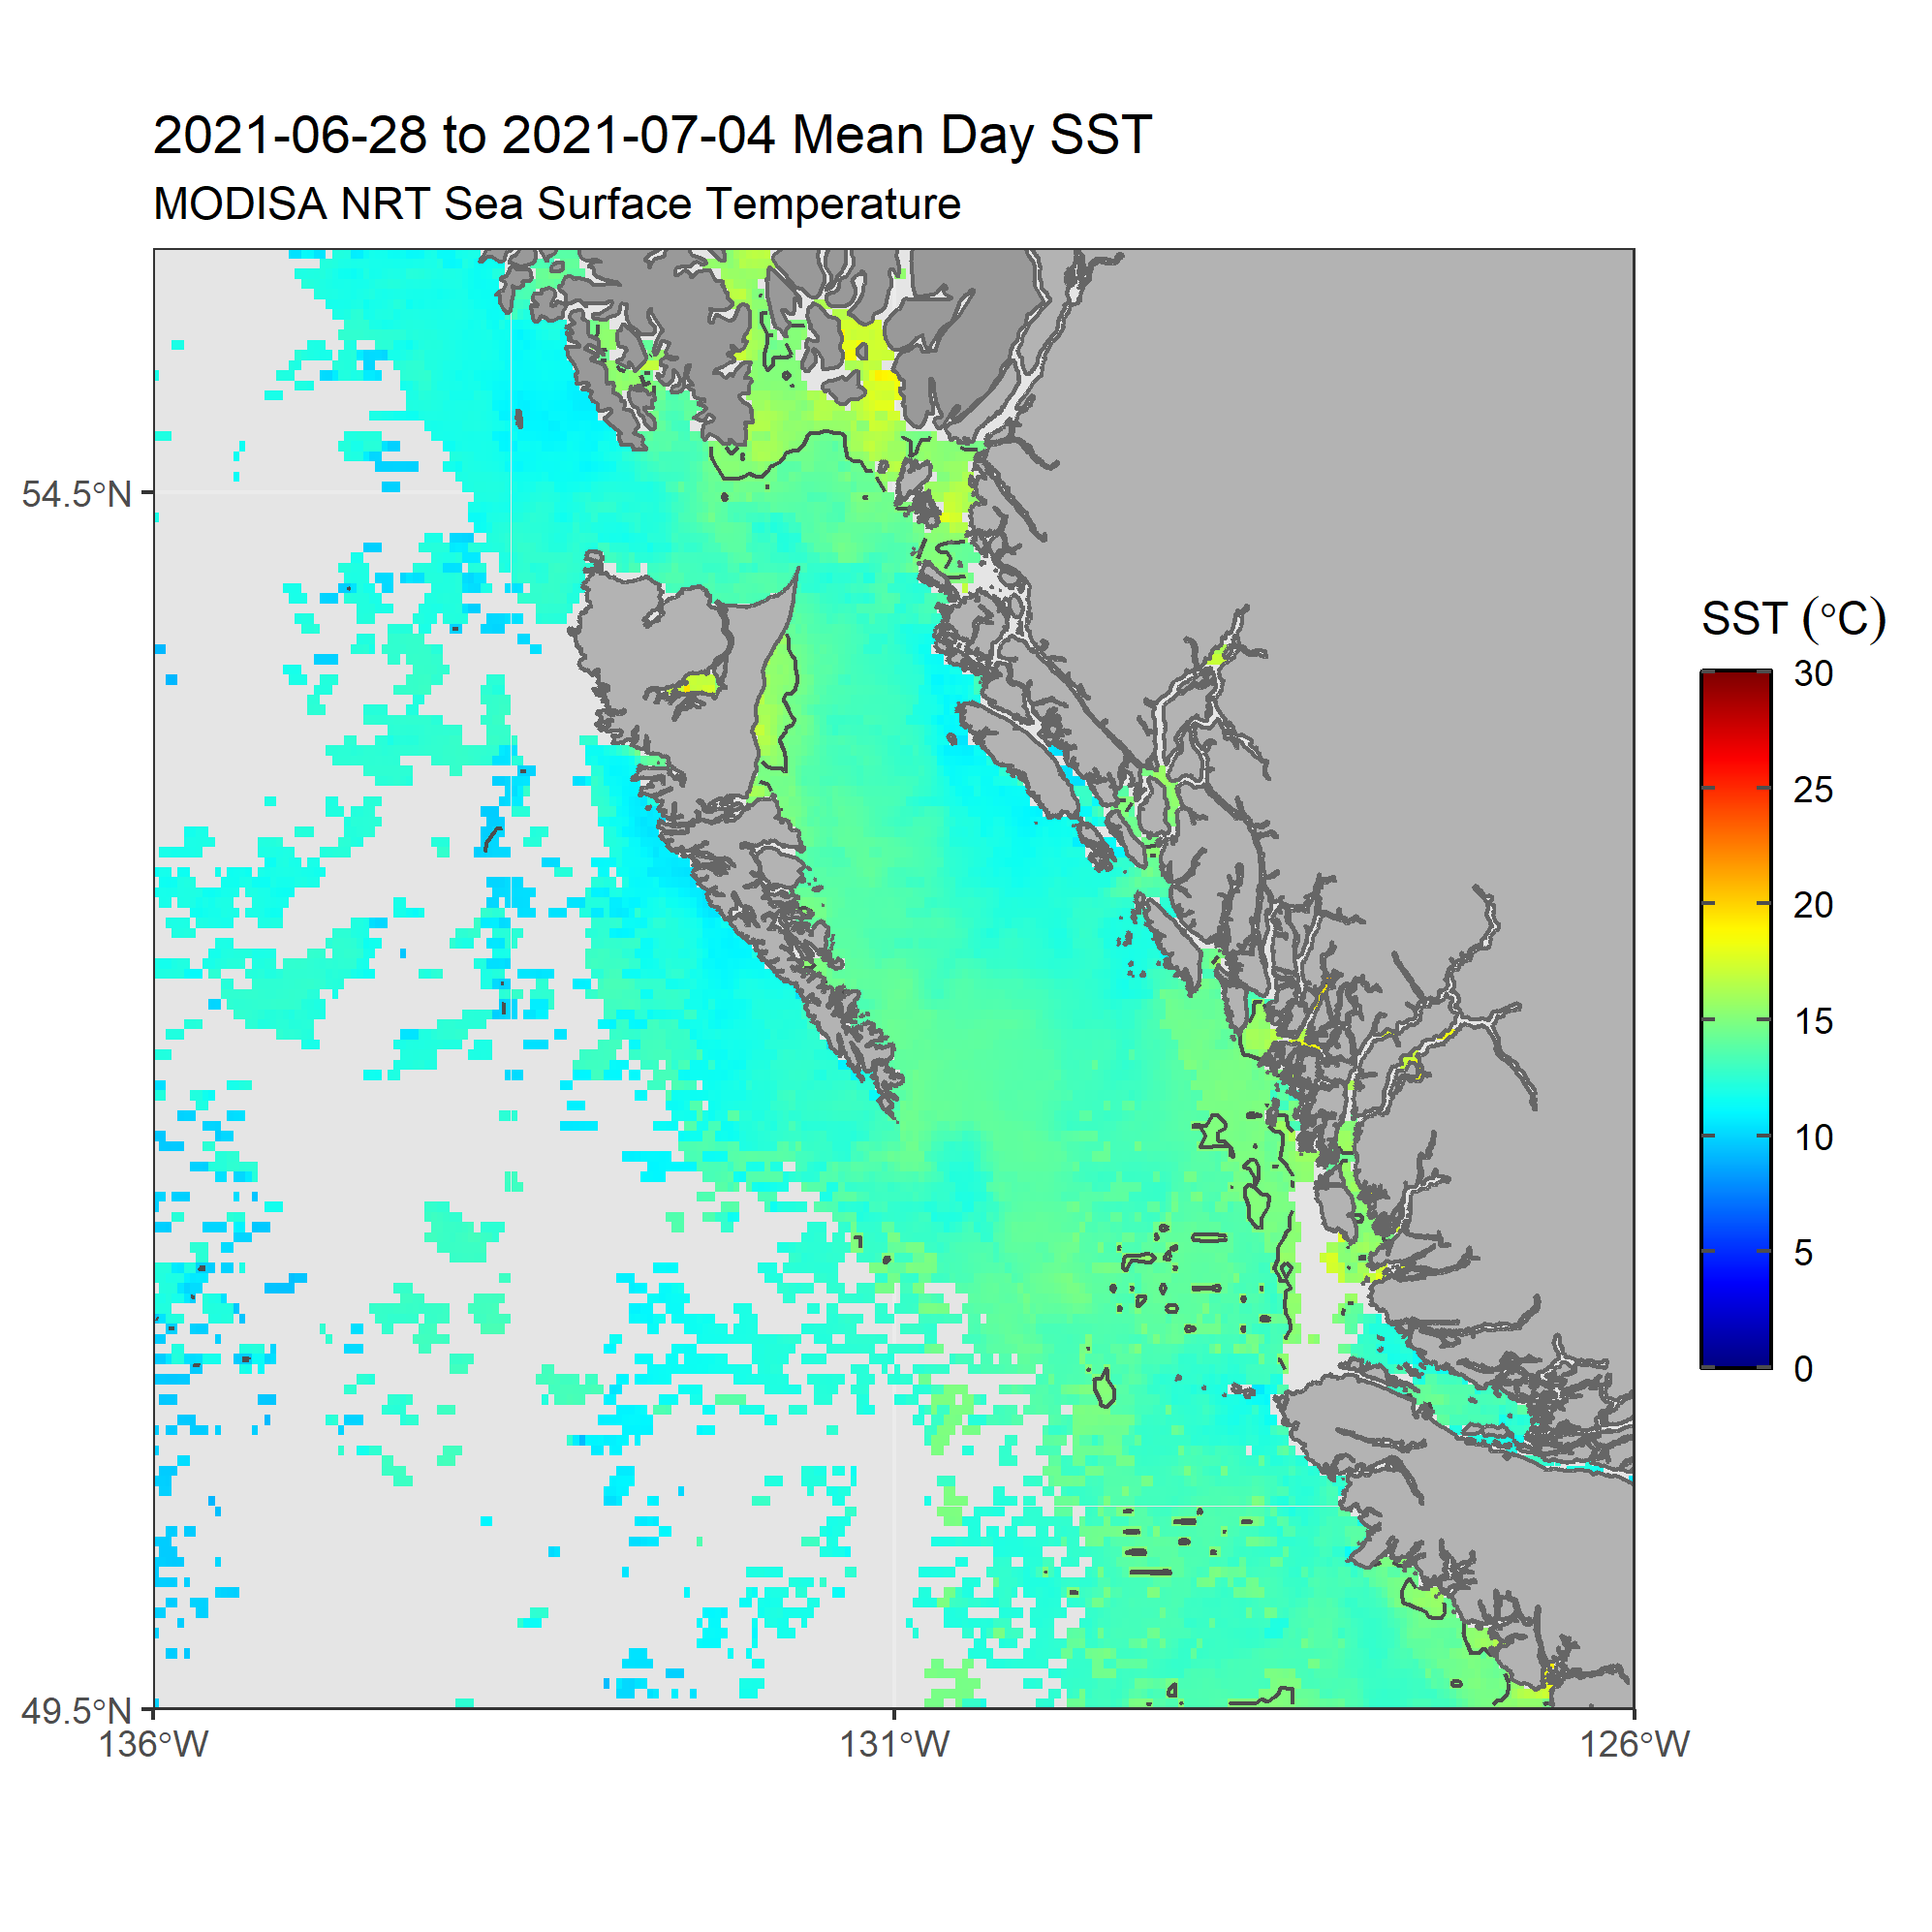 2021-06-28 to 2021-07-04 Mean Day SST
MODISA NRT Sea Surface Temperature
54.5°N
49.5°N
136°W
131°W
126°W
SST (°C)
30
25
20
15
10
5
0